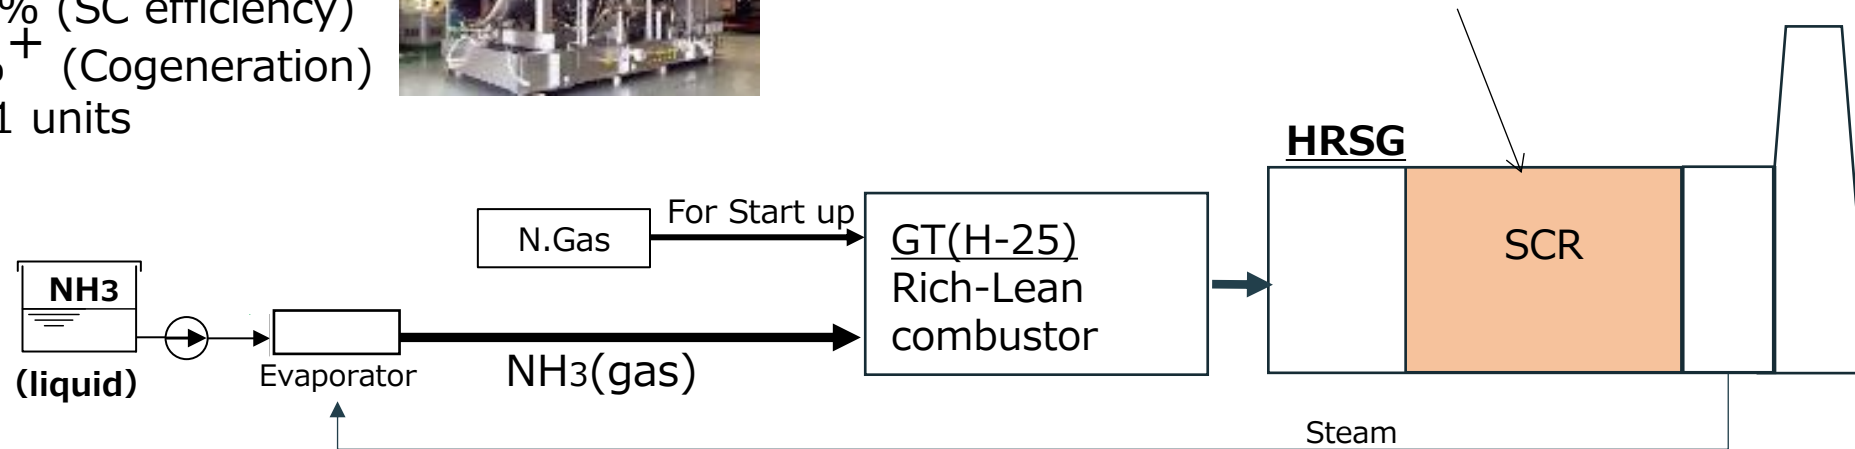 % (SC efficiency)
+ (Cogeneration)
1 units
HRSG
For Start up
N.Gas
GT(H-25)
Rich-Lean
combustor
SCR
NH3
(liquid)
Evaporator
NH3(gas)
Steam